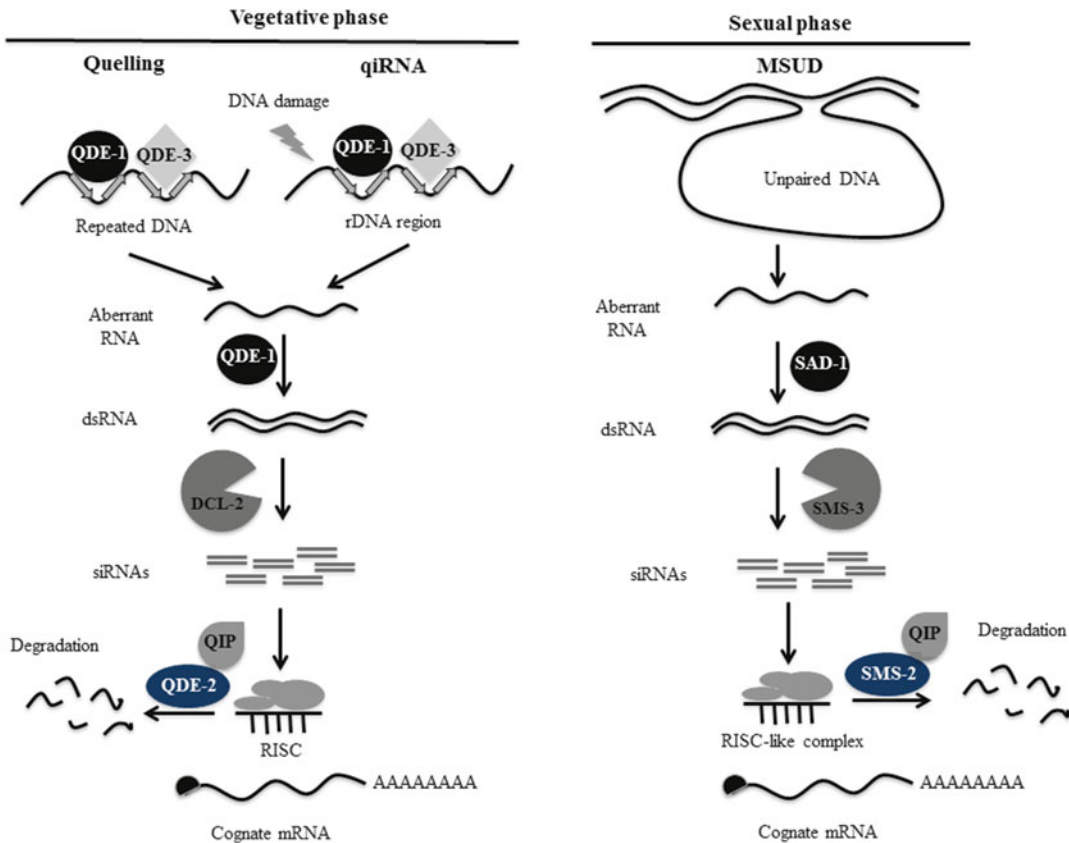 Vegetative phase
Quelling
qiRNA
DNA damage
QDE-1
QDE-3
QDE-1
QDE-3
Repeated DNA
rDNA region
Aberrant
RNA
QDE-1
dsRNA
DCL-2
siRNAs
Degradation
QIP
QDE-2
RISC
AAAAAAAA
Cognate mRNA
Sexual phase
MSUD
Unpaired DNA
Aberrant
RNA
SAD-1
dsRNA
SMS-3
siRNAs
QIP
Degradation
SMS-2
RISC-like complex
AAAAAAAA
Cognate mRNA